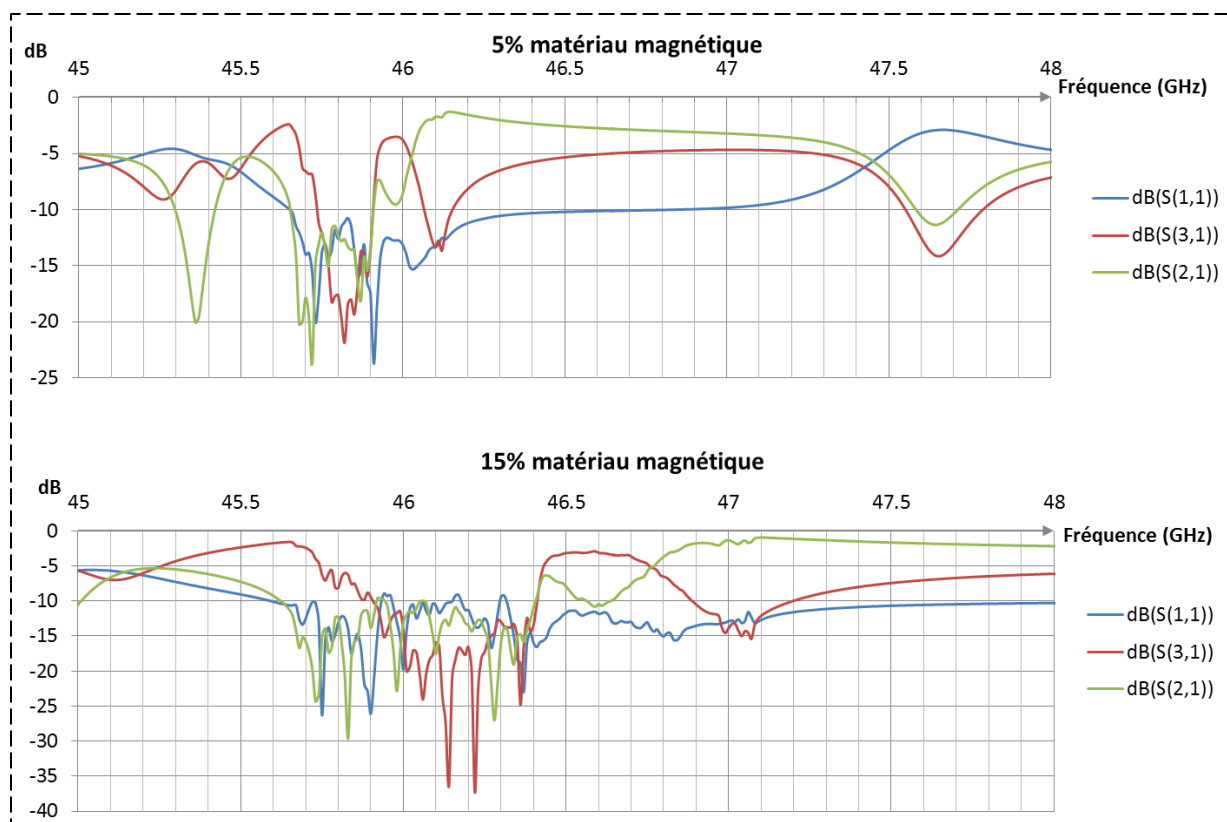 5% matériau magnétique
dB
45 45.5 46 46.5 47 47.5 48
Fréquence (GHz)
0
-5
-10
-15
-20
-25
dB(S(1,1))
dB(S(3,1))
dB(S(2,1))
15% matériau magnétique
dB
45 45.5 46 46.5 47 47.5 48
Fréquence (GHz)
0
-5
-10
-15
-20
-25
-30
-35
-40
dB(S(1,1))
dB(S(3,1))
dB(S(2,1))